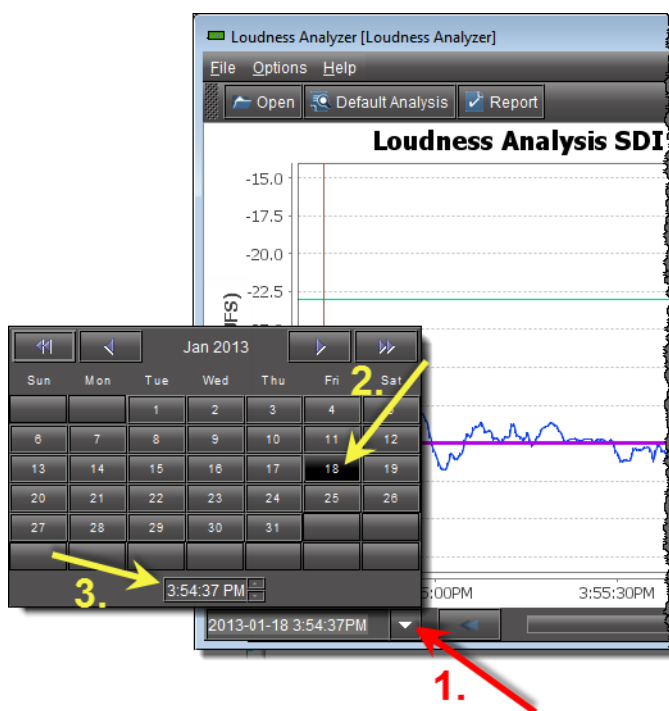 Loudness Analyzer [Loudness Analyzer]
File Options Help
Open Default Analysis Report
Loudness Analysis SDI
-15.0
-17.5
-20.0
-22.5
Jan 2013
Sun Mon Tue Wed Thu Fri Sat
2.
1 2 3 4
6 7 8 9 10 11 12
13 14 15 16 17 18 19
20 21 22 23 24 25 26
27 28 29 30 31
3.
3:54:37 PM
5:00PM 3:55:30PM
2013-01-18 3:54:37PM
1.